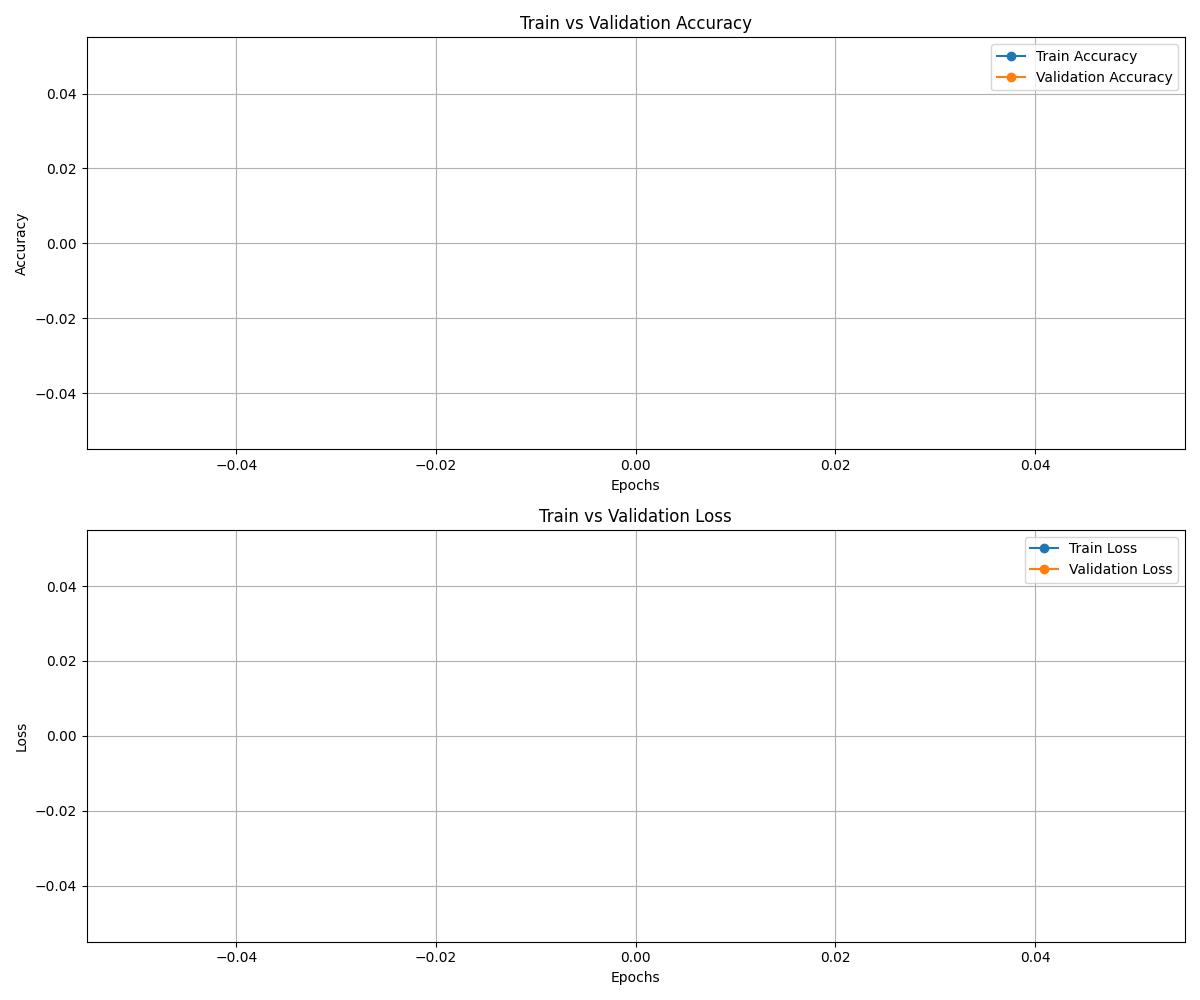 Train vs Validation Accuracy
Train Accuracy
Validation Accuracy
Accuracy
0.04
0.02
0.00
−0.02
−0.04
−0.04 −0.02 0.00 0.02 0.04
Epochs
Train vs Validation Loss
Train Loss
Validation Loss
Loss
0.04
0.02
0.00
−0.02
−0.04
−0.04 −0.02 0.00 0.02 0.04
Epochs